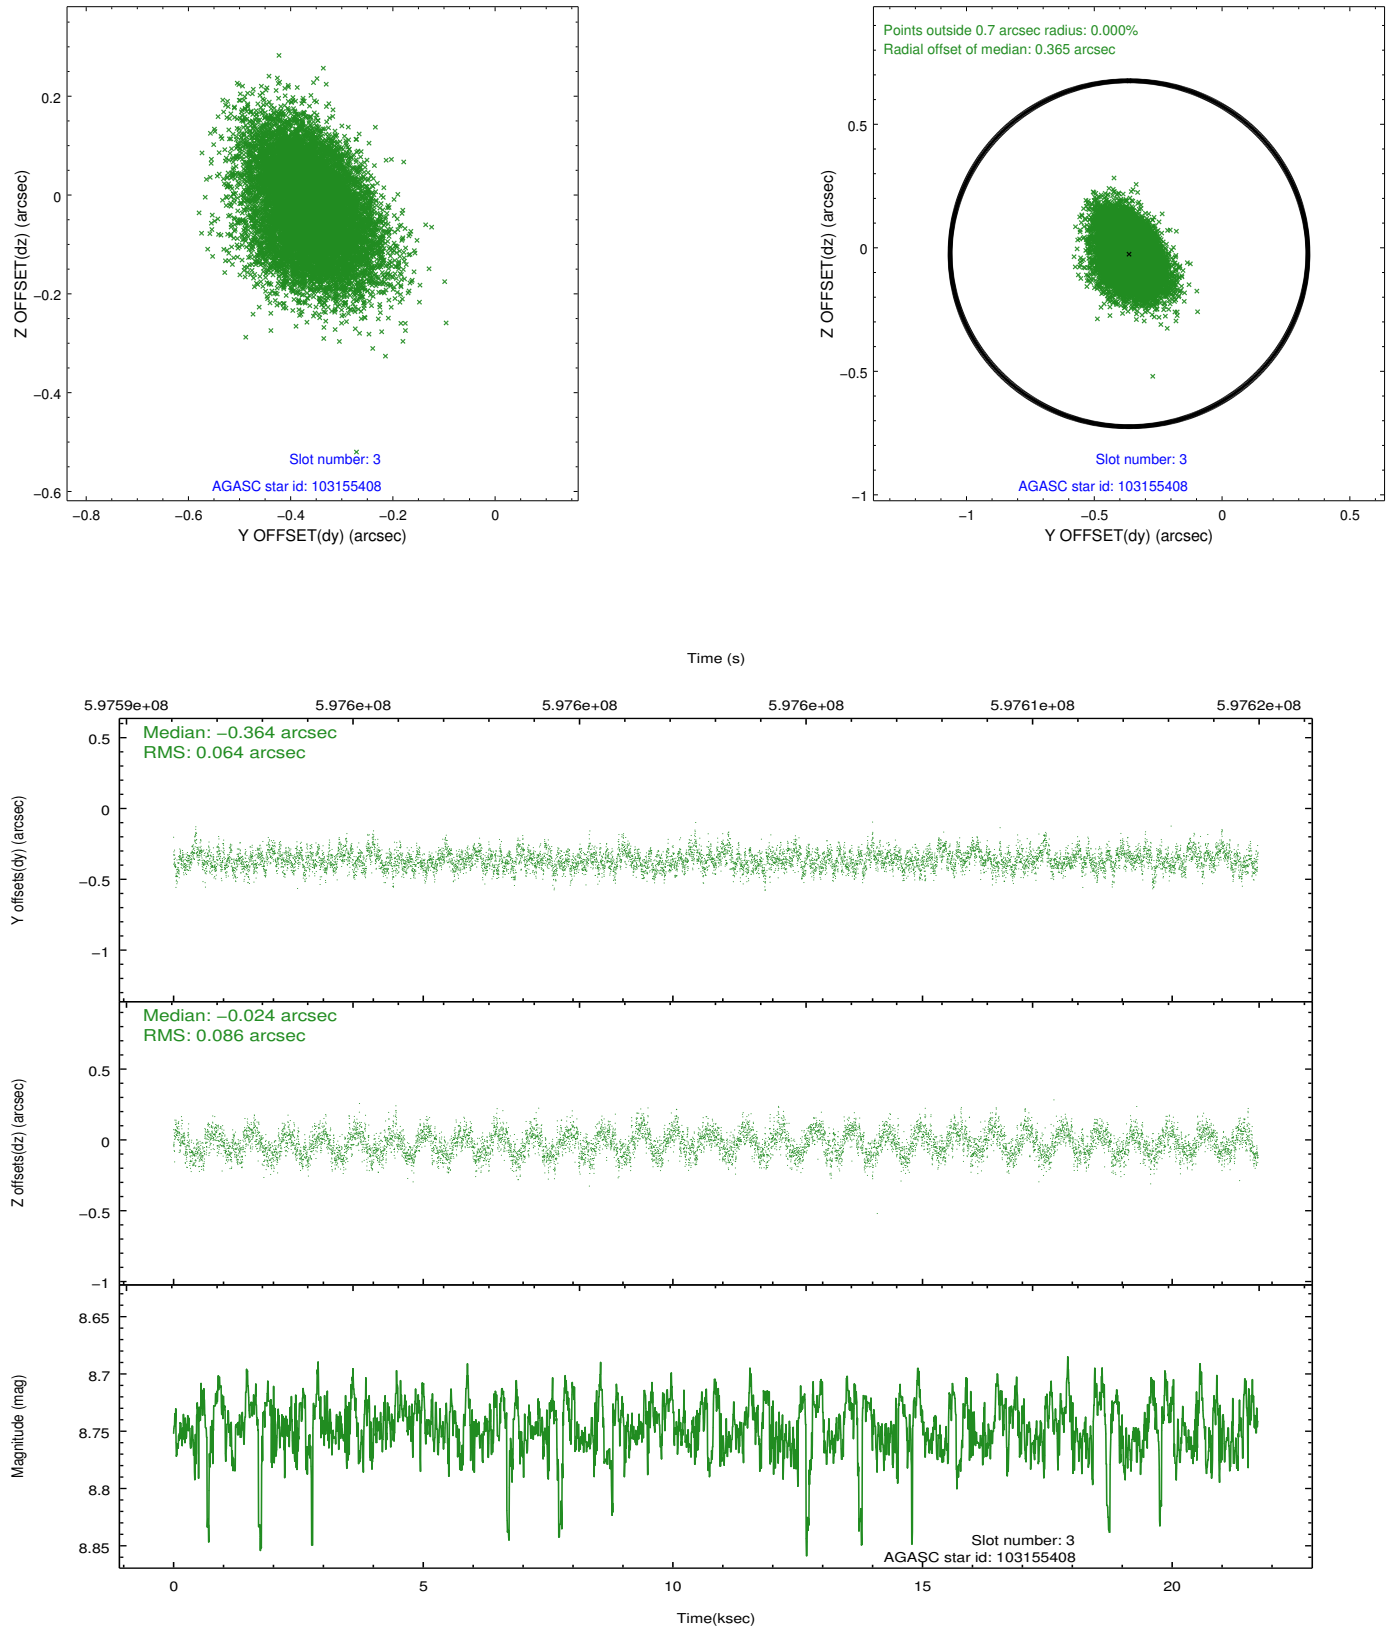 0.2
0
−0.2
−0.4
−0.6
Z OFFSET(dz) (arcsec)
Slot number: 3
AGASC star id: 103155408
−0.8
−0.6
−0.4
−0.2
0
Y OFFSET(dy) (arcsec)
Points outside 0.7 arcsec radius: 0.000%
Radial offset of median: 0.365 arcsec
0.5
0
−0.5
−1
Z OFFSET(dz) (arcsec)
Slot number: 3
AGASC star id: 103155408
−1
−0.5
0
0.5
Y OFFSET(dy) (arcsec)
Time (s)
5.9759e+08
5.976e+08
5.976e+08
5.976e+08
5.9761e+08
5.9762e+08
Median: −0.364 arcsec
RMS: 0.064 arcsec
0.5
0
−0.5
−1
Y offsets(dy) (arcsec)
Median: −0.024 arcsec
RMS: 0.086 arcsec
0.5
0
−0.5
−1
Z offsets(dz) (arcsec)
8.65
8.7
8.75
8.8
8.85
Magnitude (mag)
Slot number: 3
AGASC star id: 103155408
0
5
10
15
20
Time(ksec)